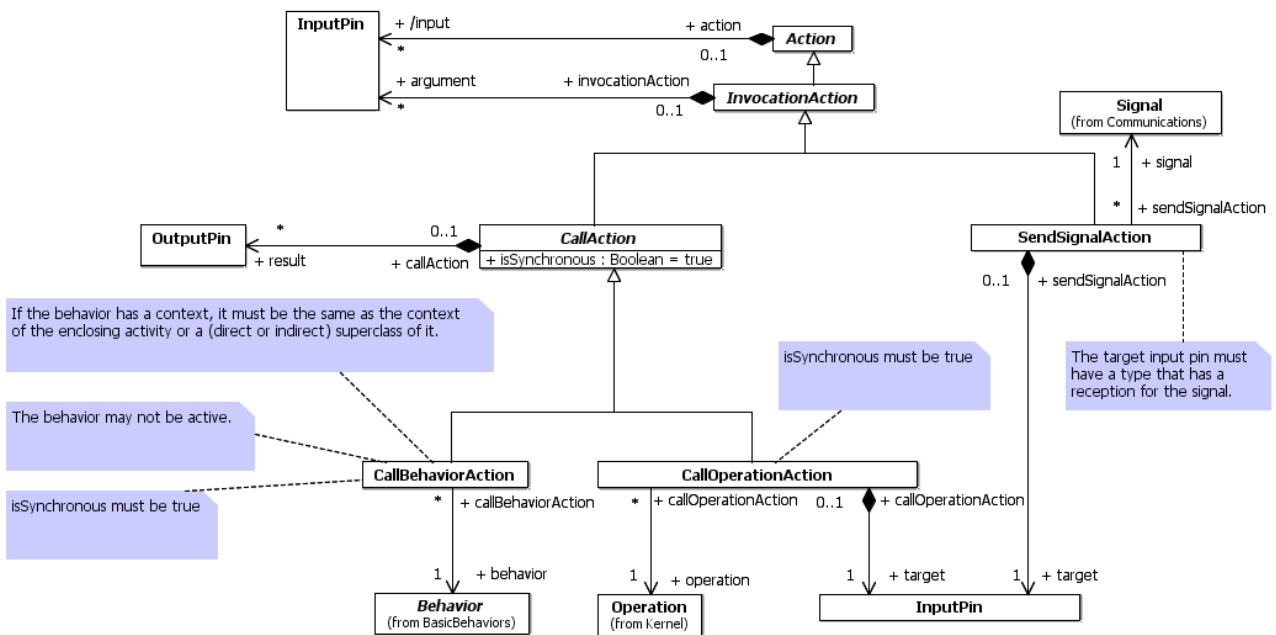 InputPin
+ /input
*
+ action
0..1
Action
+ argument
*
+ invocationAction
0..1
InvocationAction
Signal
(from Communications)
1
+ signal
*
+ sendSignalAction
OutputPin
*
+ result
0..1
+ callAction
CallAction
+ isSynchronous : Boolean = true
SendSignalAction
0..1
+ sendSignalAction
If the behavior has a context, it must be the same as the context
of the enclosing activity or a (direct or indirect) superclass of it.
isSynchronous must be true
The target input pin must
have a type that has a
reception for the signal.
The behavior may not be active.
isSynchronous must be true
CallBehaviorAction
*
+ callBehaviorAction
CallOperationAction
*
+ callOperationAction
0..1
+ callOperationAction
1
+ behavior
1
+ operation
1
+ target
1
+ target
Behavior
(from BasicBehaviors)
Operation
(from Kernel)
InputPin